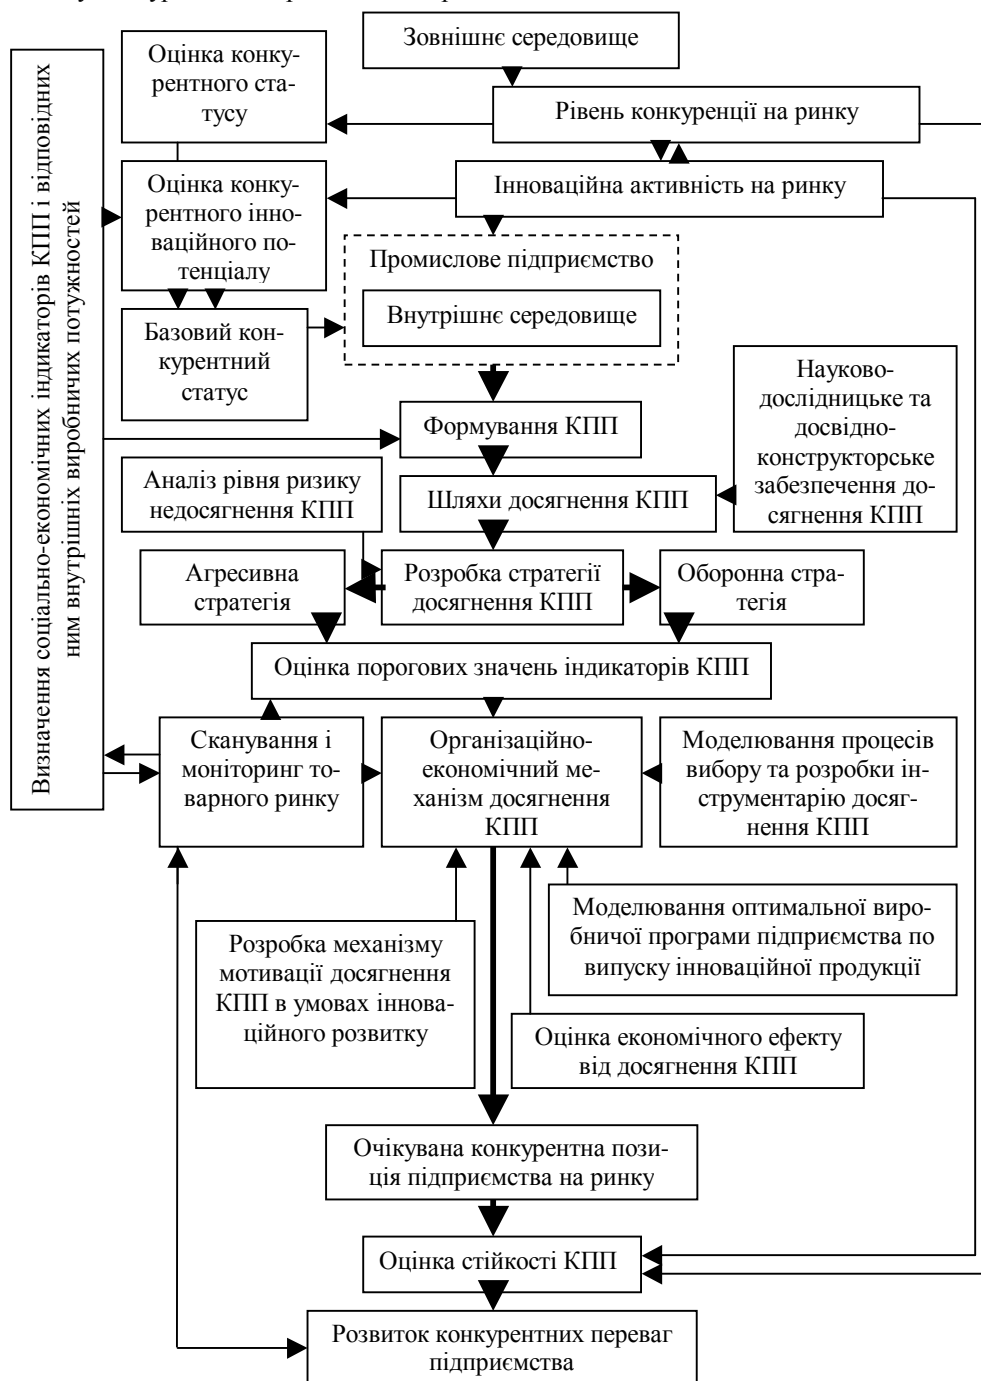 Зовнішнє середовище
Оцінка конку-
рентного ста-
тусу
Рівень конкуренції на ринку
Визначення соціально-економічних індикаторів КПП і відповідних
ним внутрішніх виробничих потужностей
Оцінка конку-
рентного інно-
ваційного по-
тенціалу
Інноваційна активність на ринку
Промислове підприємство
Внутрішнє середовище
Базовий кон-
курентний
статус
Науково-
дослідницьке та
досвідно-
конструкторське
забезпечення до-
сягнення КПП
Формування КПП
Аналіз рівня ризику
недосягнення КПП
Шляхи досягнення КПП
Агресивна
стратегія
Розробка стратегії
досягнення КПП
Оборонна стра-
тегія
Оцінка порогових значень індикаторів КПП
Сканування і
моніторинг то-
варного ринку
Організаційно-
економічний ме-
ханізм досягнення
КПП
Моделювання процесів
вибору та розробки ін-
струментарію досяг-
нення КПП
Розробка механізму
мотивації досягнення
КПП в умовах іннова-
ційного розвитку
Моделювання оптимальної виро-
бничої програми підприємства по
випуску інноваційної продукції
Оцінка економічного ефекту
від досягнення КПП
Очікувана конкурентна пози-
ція підприємства на ринку
Оцінка стійкості КПП
Розвиток конкурентних переваг
підприємства